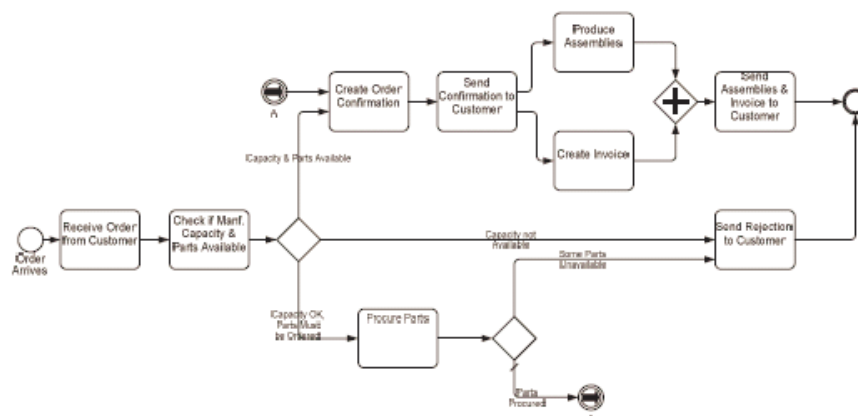 Produce
Assemblies
Create Order
Confirmation
Send
Confirmation to
Customer
Send
Assemblies &
Invoice to
Customer
A
Create Invoice
Capacity & Parts Available
Receive Order
from Customer
Check if Manf.
Capacity &
Parts Available
Capacity not
Available
Send Rejection
to Customer
Order
Arrives
Some Parts
Unavailable
Capacity OK,
Parts Must
be Ordered
Procure Parts
Parts
Procured